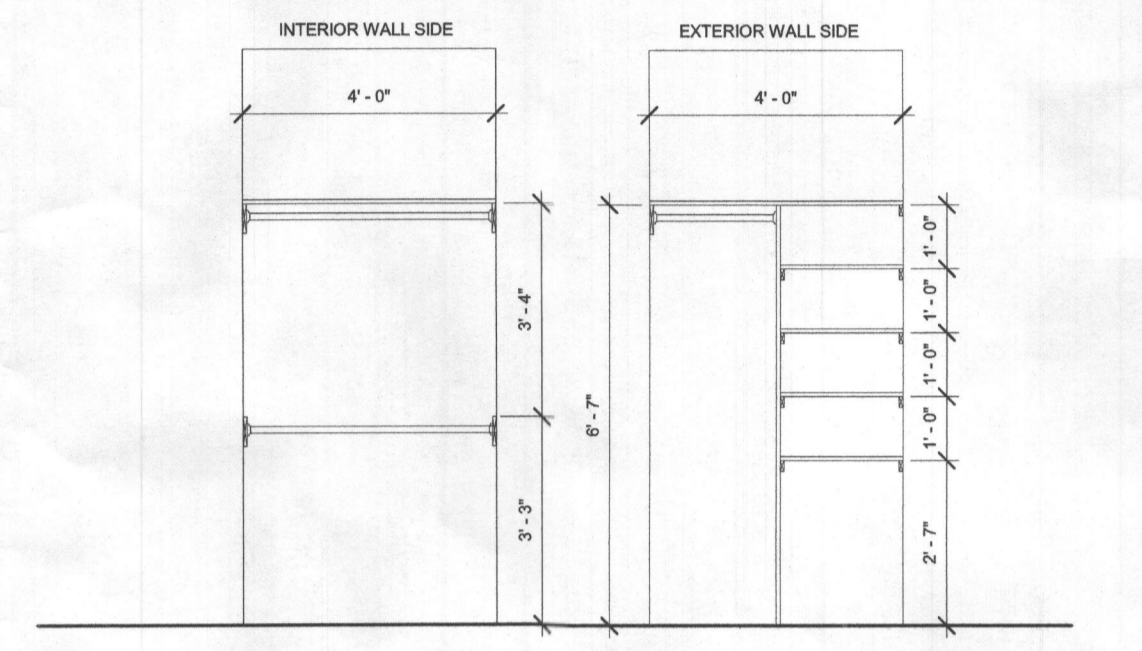 INTERIOR WALL SIDE
EXTERIOR WALL SIDE
4' - 0"
4' - 0"
3' - 4"
3' - 3"
6' - 7"
1' - 0"
1' - 0"
1' - 0"
1' - 0"
2' - 7"